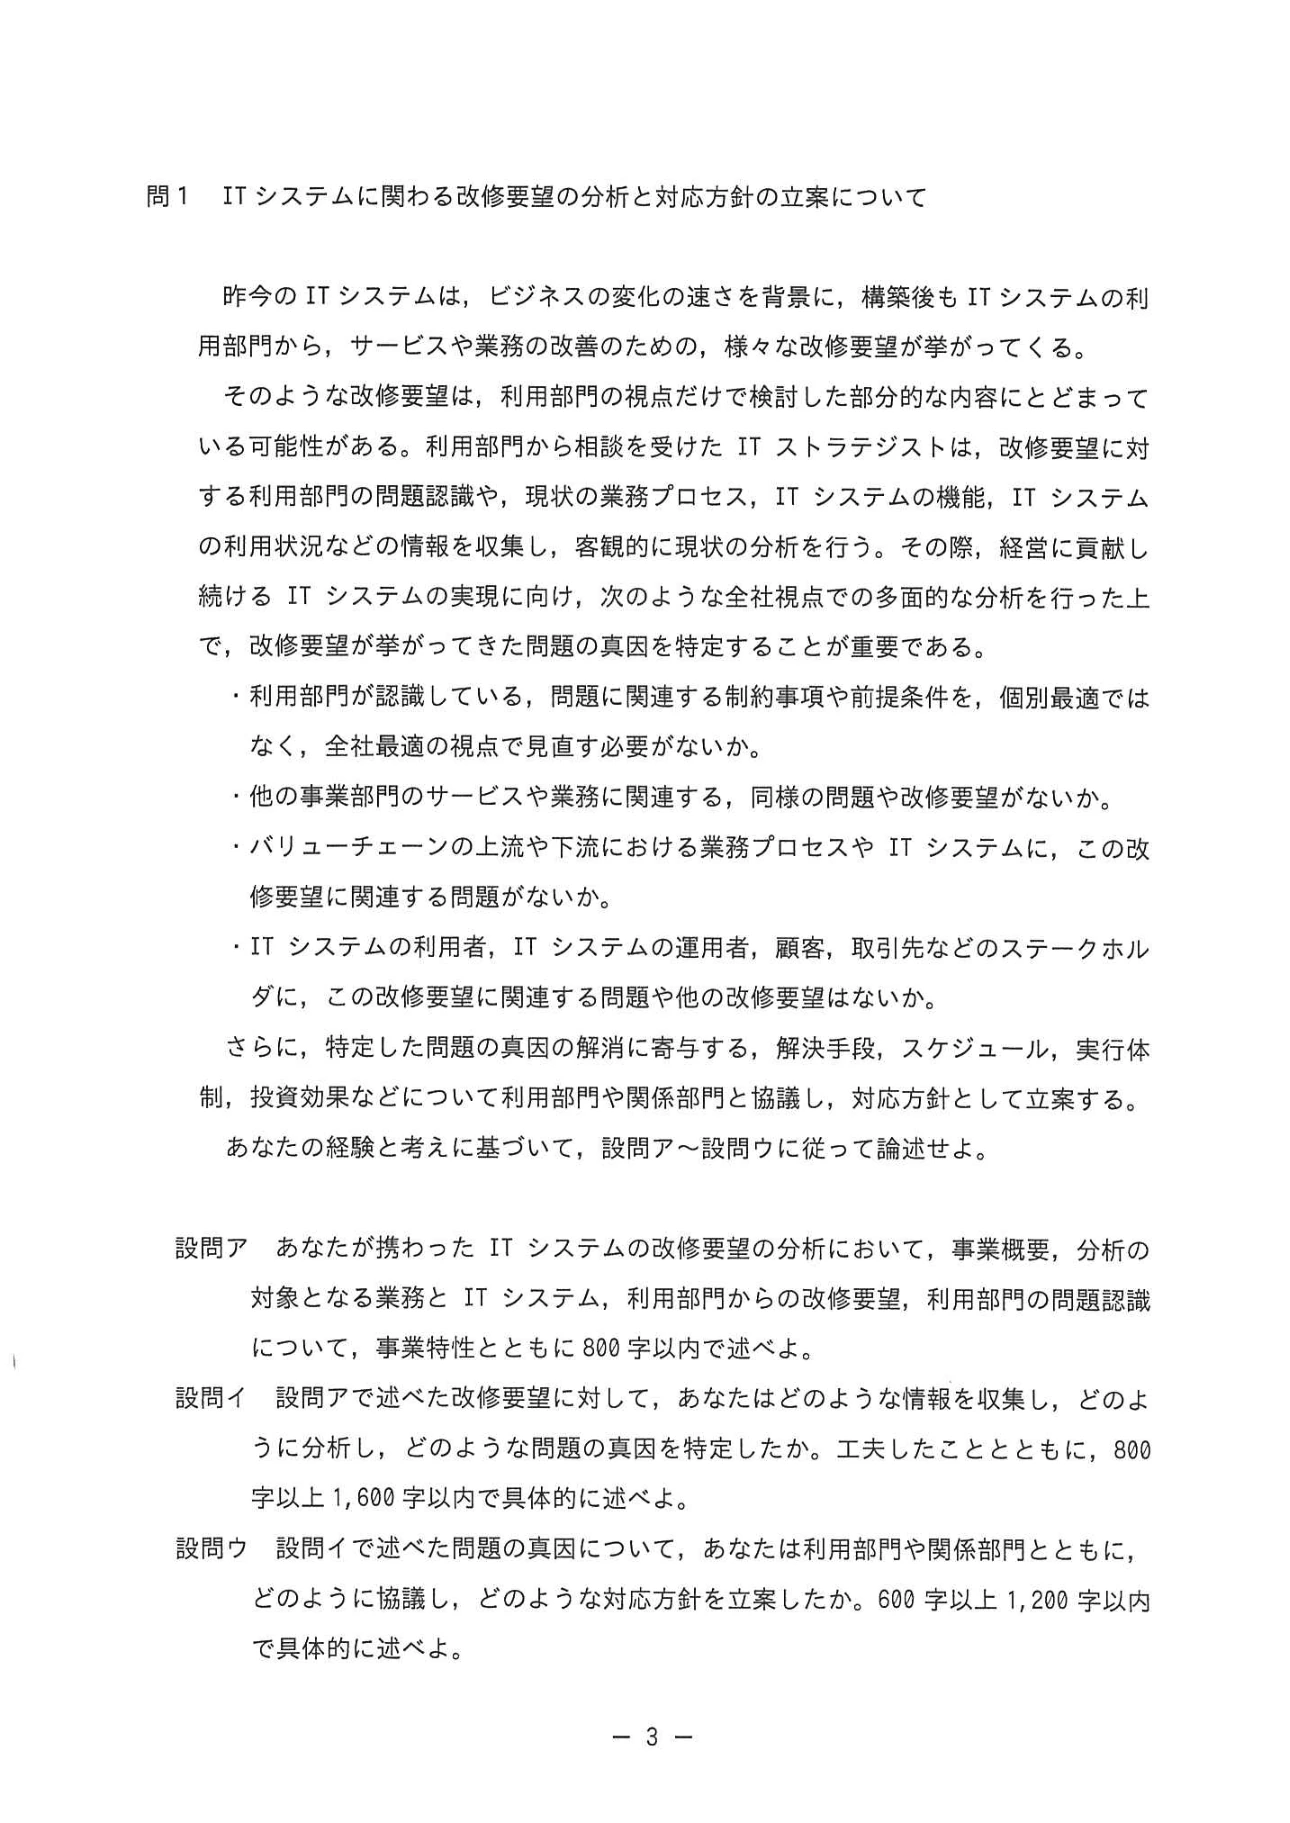 問1　IT システムに関わる改修要望の分析と対応方針の立案について
昨今の IT システムは，ビジネスの変化の速さを背景に，構築後も IT システムの利
用部門から，サービスや業務の改善のための，様々な改修要望が挙がってくる。
そのような改修要望は，利用部門の視点だけで検討した部分的な内容にとどまって
いる可能性がある。利用部門から相談を受けた IT ストラテジストは，改修要望に対
する利用部門の問題認識や，現状の業務プロセス，IT システムの機能，IT システム
の利用状況などの情報を収集し，客観的に現状の分析を行う。その際，経営に貢献し
続ける IT システムの実現に向け，次のような全社視点での多面的な分析を行った上
で，改修要望が挙がってきた問題の真因を特定することが重要である。
・利用部門が認識している，問題に関連する制約事項や前提条件を，個別最適では
なく，全社最適の視点で見直す必要がないか。
・他の事業部門のサービスや業務に関連する，同様の問題や改修要望がないか。
・バリューチェーンの上流や下流における業務プロセスや IT システムに，この改
修要望に関連する問題がないか。
・IT システムの利用者，IT システムの運用者，顧客，取引先などのステークホル
ダに，この改修要望に関連する問題や他の改修要望はないか。
さらに，特定した問題の真因の解消に寄与する，解決手段，スケジュール，実行体
制，投資効果などについて利用部門や関係部門と協議し，対応方針として立案する。
あなたの経験と考えに基づいて，設問ア～設問ウに従って論述せよ。
設問ア　あなたが携わった IT システムの改修要望の分析において，事業概要，分析の
対象となる業務と IT システム，利用部門からの改修要望，利用部門の問題認識
について，事業特性とともに 800 字以内で述べよ。
設問イ　設問アで述べた改修要望に対して，あなたはどのような情報を収集し，どのよ
うに分析し，どのような問題の真因を特定したか。工夫したこととともに，800
字以上 1,600 字以内で具体的に述べよ。
設問ウ　設問イで述べた問題の真因について，あなたは利用部門や関係部門とともに，
どのように協議し，どのような対応方針を立案したか。600 字以上 1,200 字以内
で具体的に述べよ。
－ 3 －